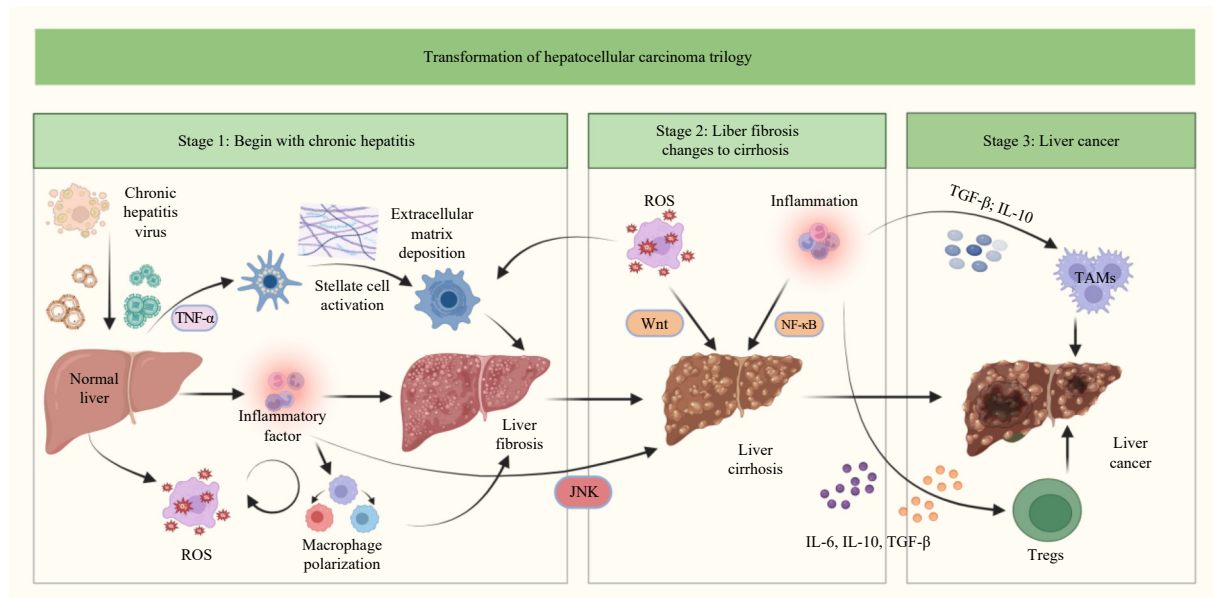 Transformation of hepatocellular carcinoma trilogy
Stage 1: Begin with chronic hepatitis
Chronic
hepatitis
virus
TNF-α
Extracellular
matrix
deposition
Stellate cell
activation
Normal
liver
Inflammatory
factor
Liver
fibrosis
ROS
Macrophage
polarization
JNK
Stage 2: Liber fibrosis
changes to cirrhosis
ROS
Inflammation
Wnt
NF-κB
Liver
cirrhosis
IL-6, IL-10, TGF-β
Stage 3: Liver cancer
TGF-β; IL-10
TAMs
Liver
cancer
Tregs